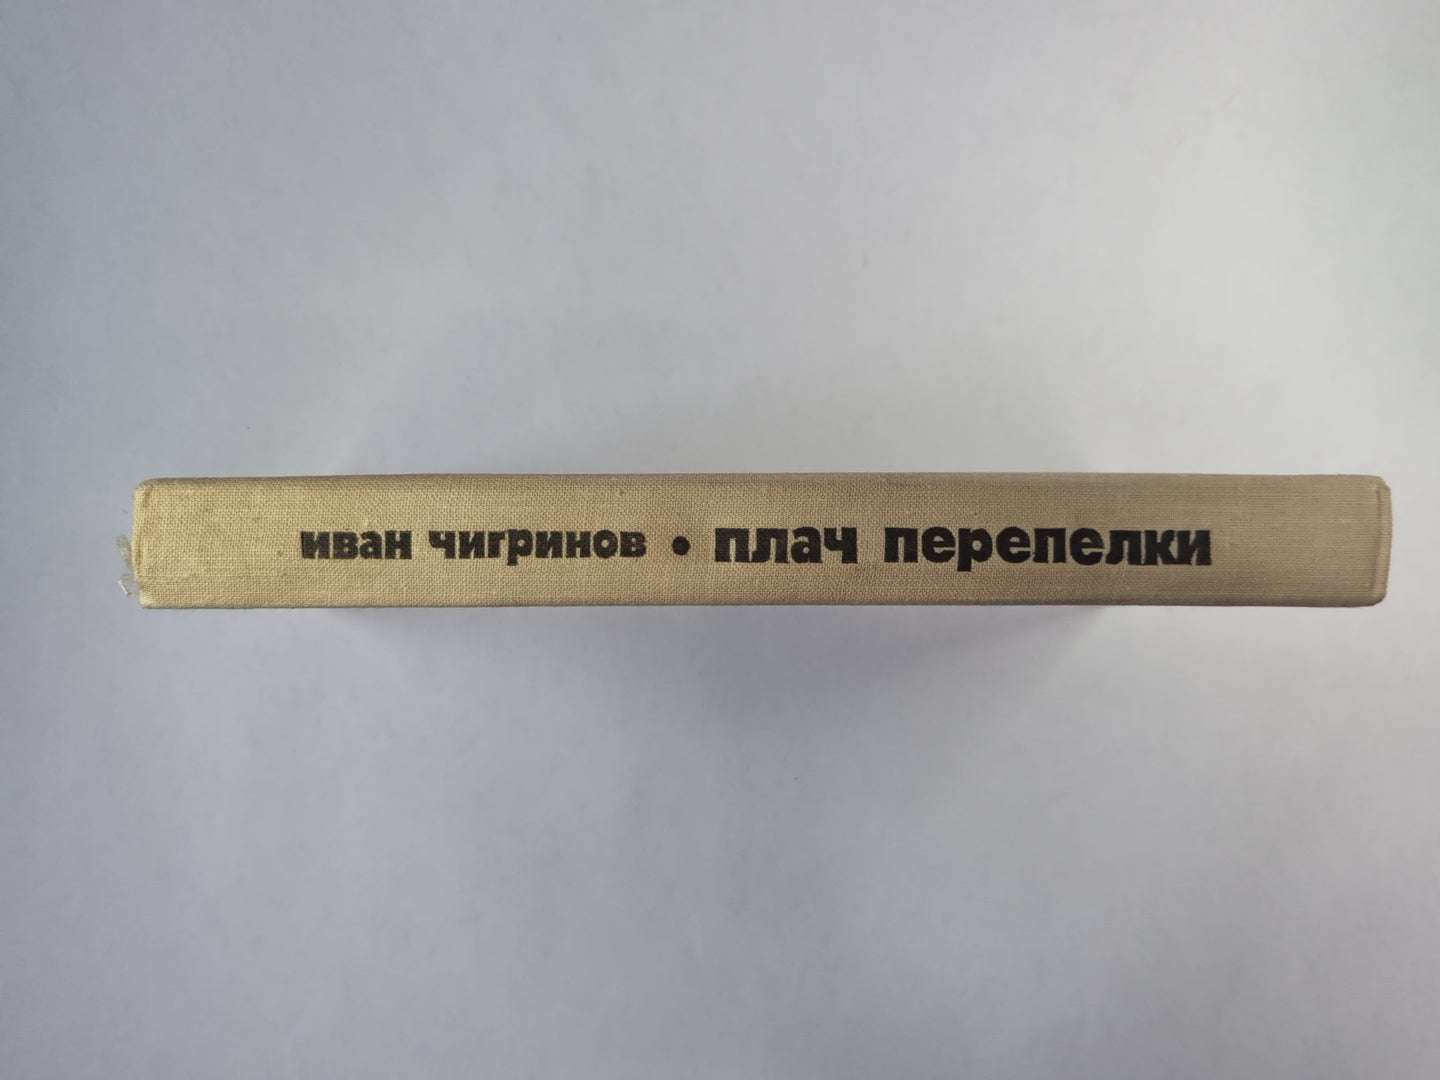 иван чигринов • плач перепелки